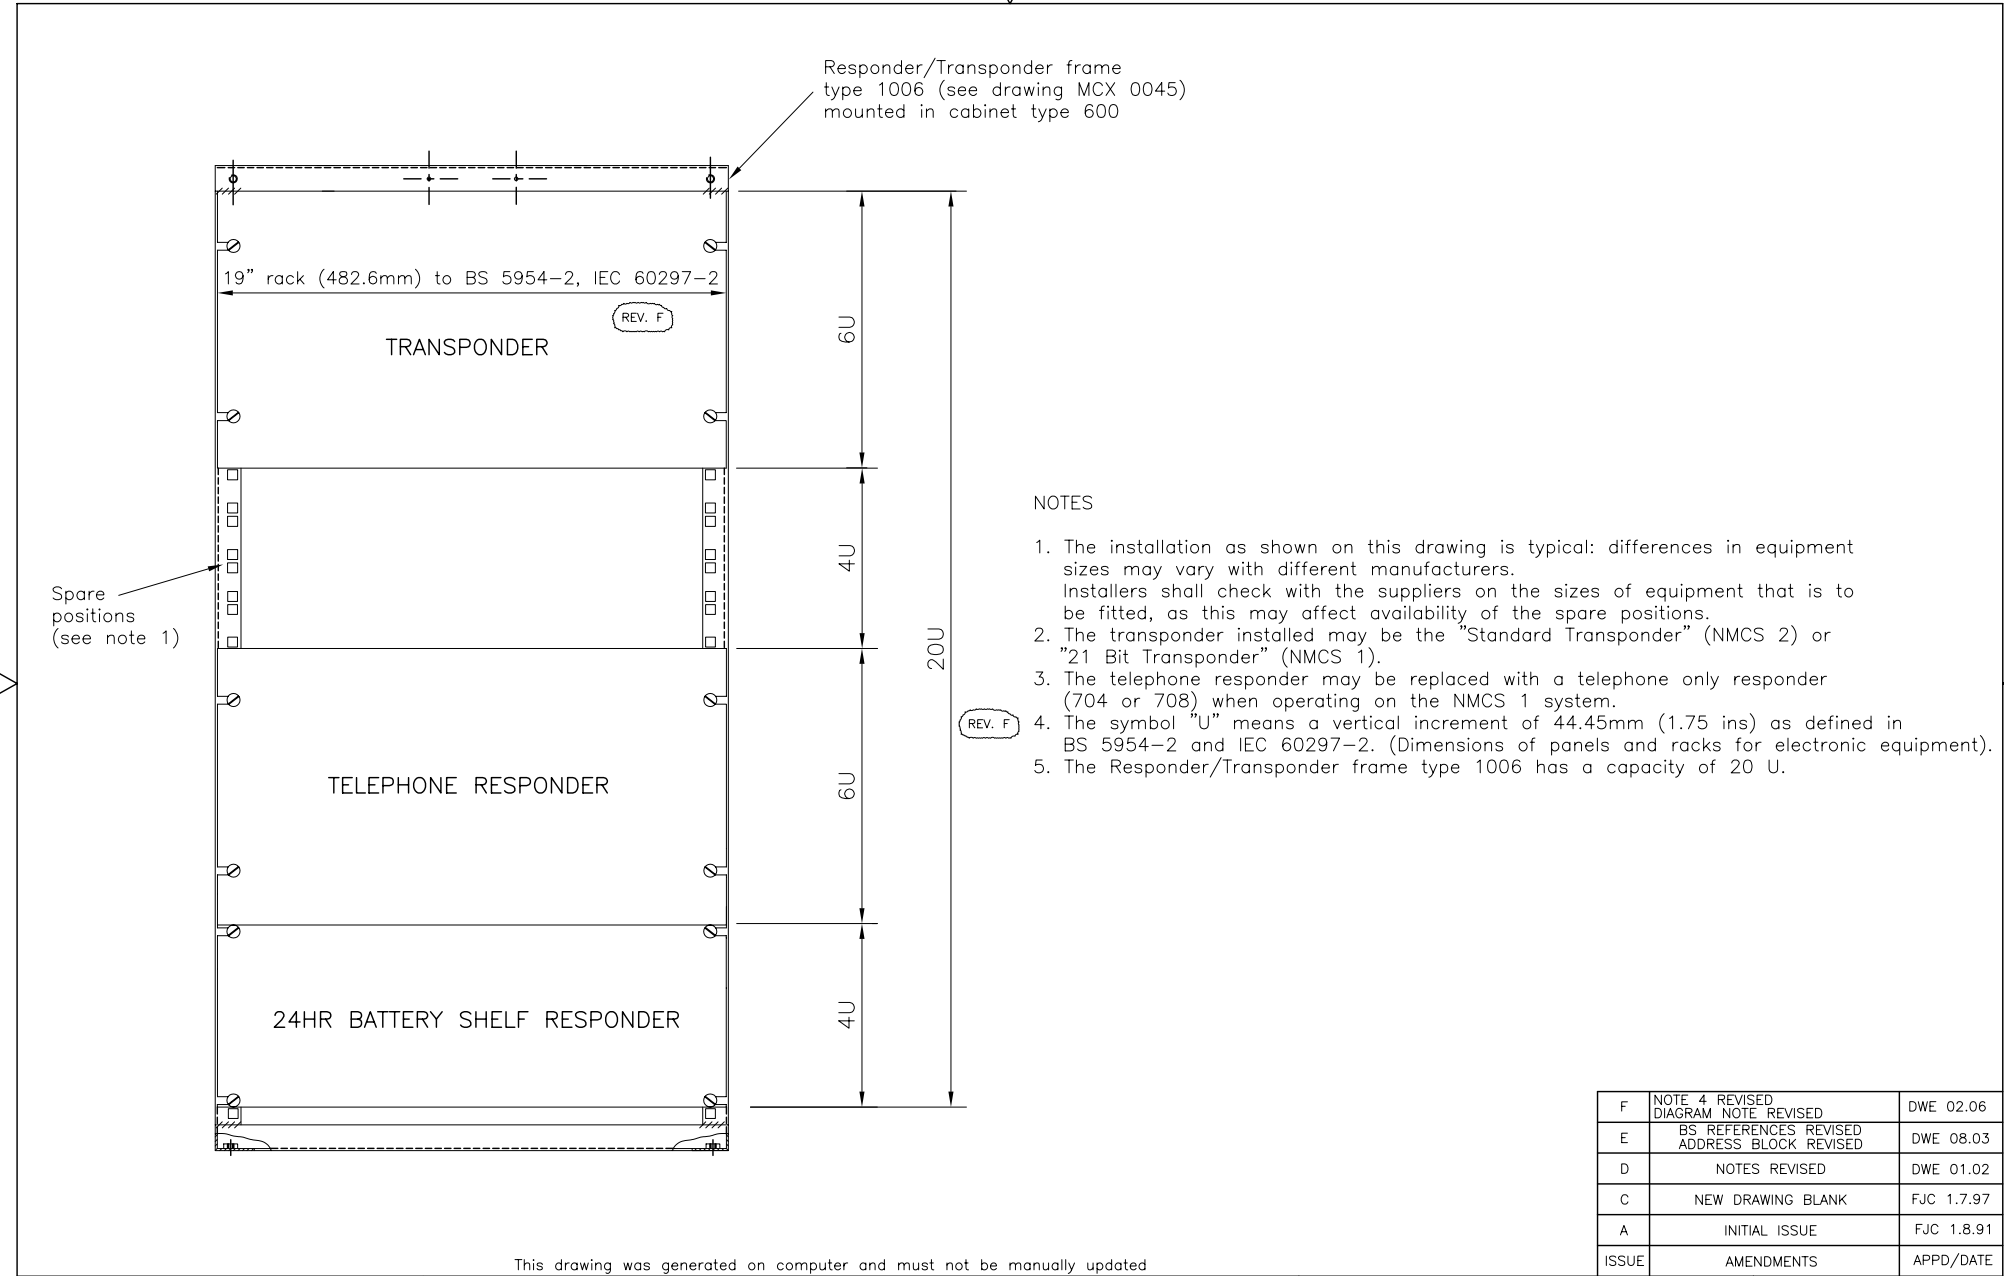 Responder/Transponder frame
type 1006 (see drawing MCX 0045)
mounted in cabinet type 600
19" rack (482.6mm) to BS 5954-2, IEC 60297-2
REV. F
TRANSPONDER
6U
4U
20U
6U
4U
Spare
positions
(see note 1)
TELEPHONE RESPONDER
24HR BATTERY SHELF RESPONDER
NOTES
1. The installation as shown on this drawing is typical: differences in equipment
sizes may vary with different manufacturers.
Installers shall check with the suppliers on the sizes of equipment that is to
be fitted, as this may affect availability of the spare positions.
2. The transponder installed may be the "Standard Transponder" (NMCS 2) or
"21 Bit Transponder" (NMCS 1).
3. The telephone responder may be replaced with a telephone only responder
(704 or 708) when operating on the NMCS 1 system.
REV. F
4. The symbol "U" means a vertical increment of 44.45mm (1.75 ins) as defined in
BS 5954-2 and IEC 60297-2. (Dimensions of panels and racks for electronic equipment).
5. The Responder/Transponder frame type 1006 has a capacity of 20 U.
F NOTE 4 REVISED
DIAGRAM NOTE REVISED DWE 02.06
E BS REFERENCES REVISED
ADDRESS BLOCK REVISED DWE 08.03
D NOTES REVISED DWE 01.02
C NEW DRAWING BLANK FJC 1.7.97
A INITIAL ISSUE FJC 1.8.91
ISSUE AMENDMENTS APPD/DATE
This drawing was generated on computer and must not be manually updated